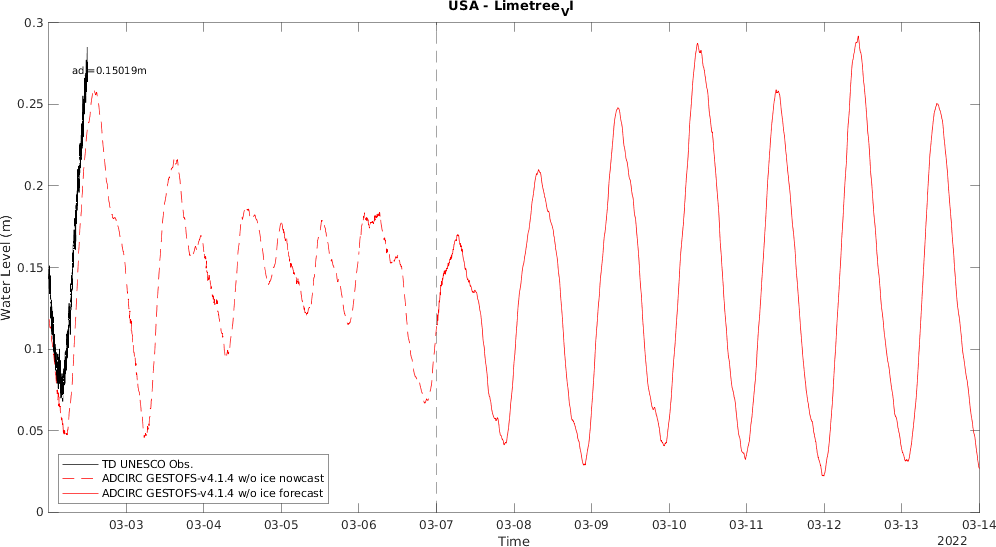 USA - LimetreeVI
0.3
0.25
0.2
0.15
0.1
0.05
0
Water Level (m)
adj=0.15019m
TD UNESCO Obs.
ADCIRC GESTOFS-v4.1.4 w/o ice nowcast
ADCIRC GESTOFS-v4.1.4 w/o ice forecast
03-03 03-04 03-05 03-06 03-07 03-08 03-09 03-10 03-11 03-12 03-13 03-14
Time
2022